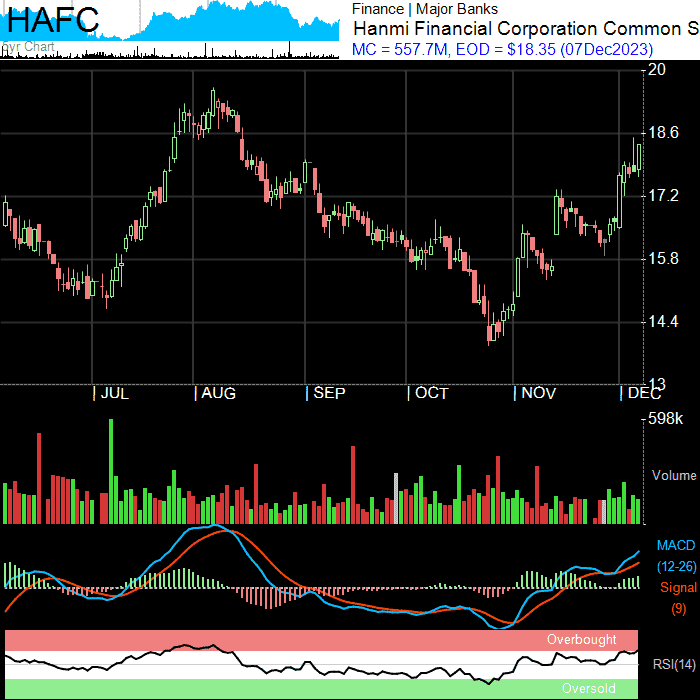 HAFC
5yr Chart
Finance | Major Banks
Hanmi Financial Corporation Common S
MC = 557.7M, EOD = $18.35 (07Dec2023)
20
18.6
17.2
15.8
14.4
13
| JUL | AUG | SEP | OCT | NOV | DEC
598k
Volume
MACD
(12-26)
Signal
(9)
Overbought
RSI(14)
Oversold